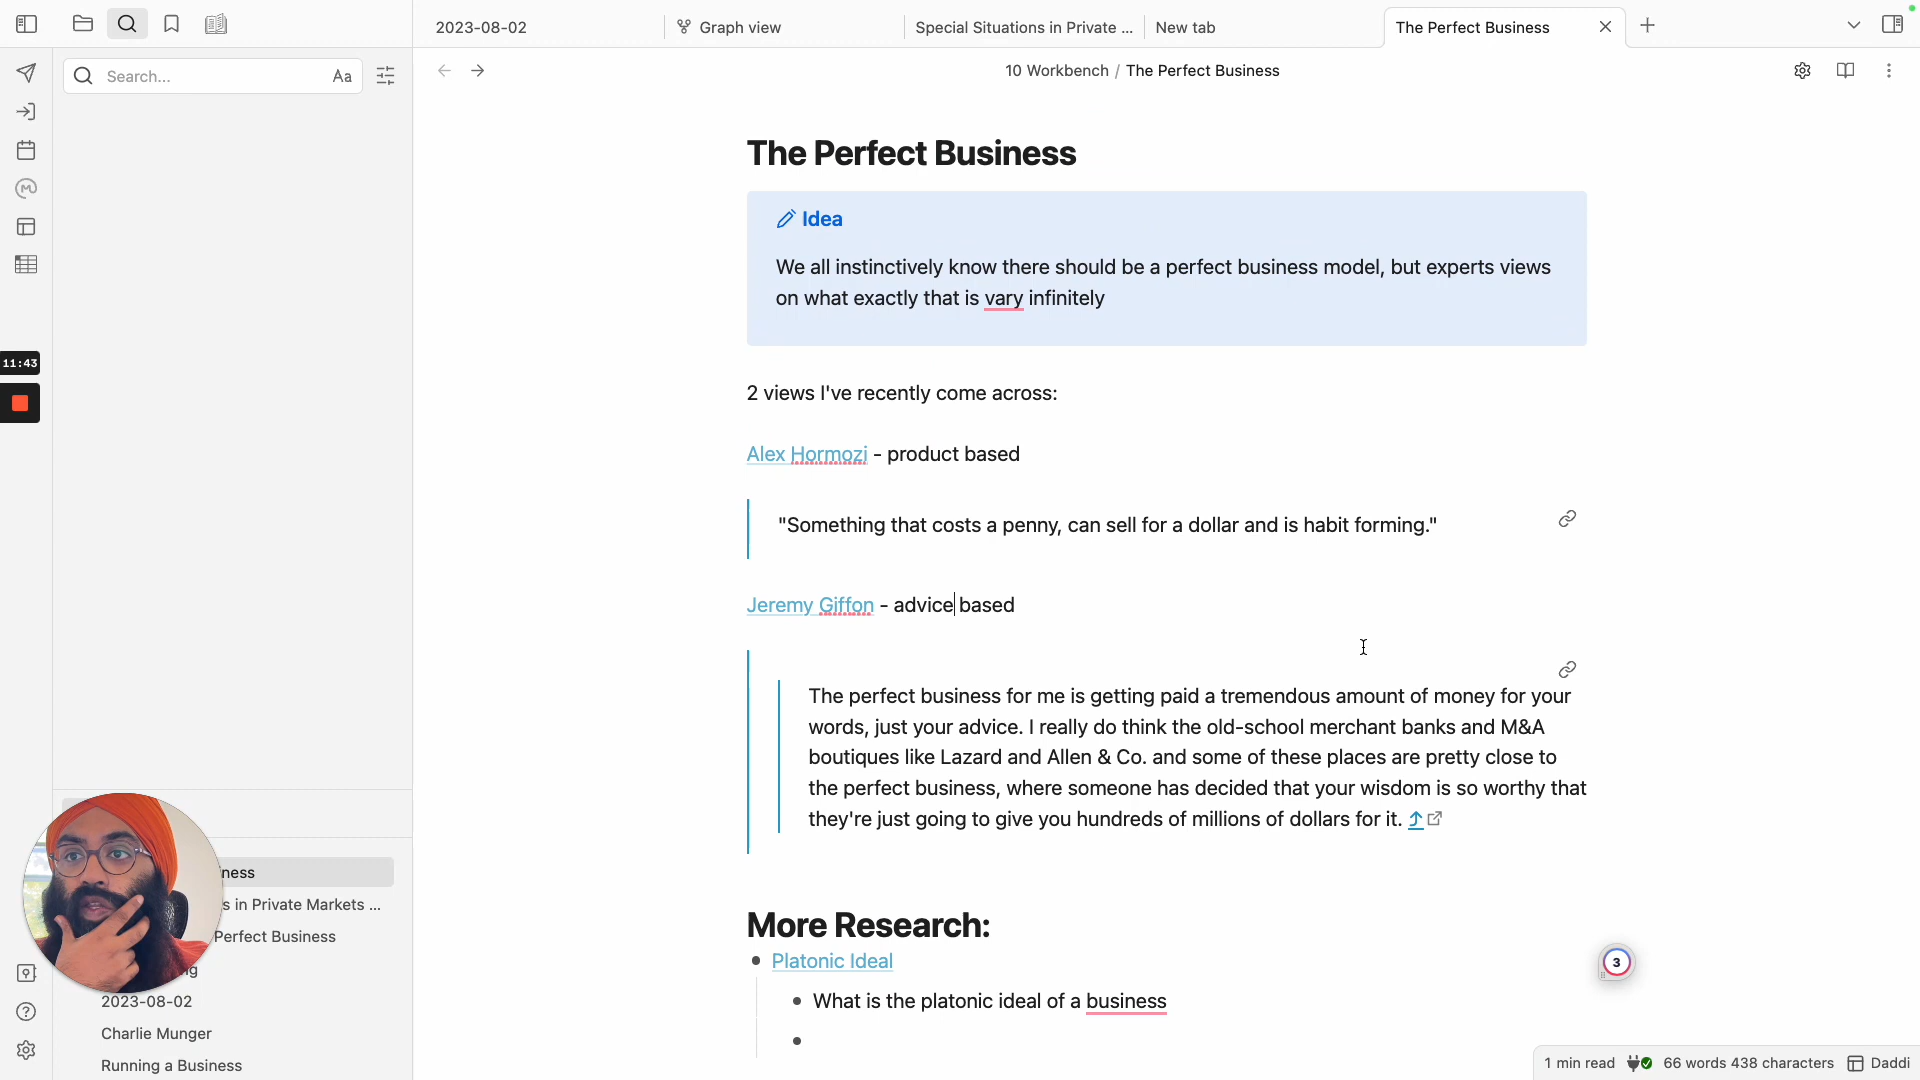 2023-08-02
Graph view
Special Situations in Private ...
New tab
The Perfect Business
Search...
Aa
10 Workbench / The Perfect Business
The Perfect Business
Idea
We all instinctively know there should be a perfect business model, but experts views
on what exactly that is vary infinitely
11:43
2 views I've recently come across:
Alex Hormozi - product based
"Something that costs a penny, can sell for a dollar and is habit forming."
Jeremy Giffon - advice based
The perfect business for me is getting paid a tremendous amount of money for your
words, just your advice. I really do think the old-school merchant banks and M&A
boutiques like Lazard and Allen & Co. and some of these places are pretty close to
the perfect business, where someone has decided that your wisdom is so worthy that
they're just going to give you hundreds of millions of dollars for it.
More Research:
Platonic Ideal
What is the platonic ideal of a business
3
in Private Markets ...
Perfect Business
2023-08-02
Charlie Munger
Running a Business
1 min read
66 words 438 characters
Daddi